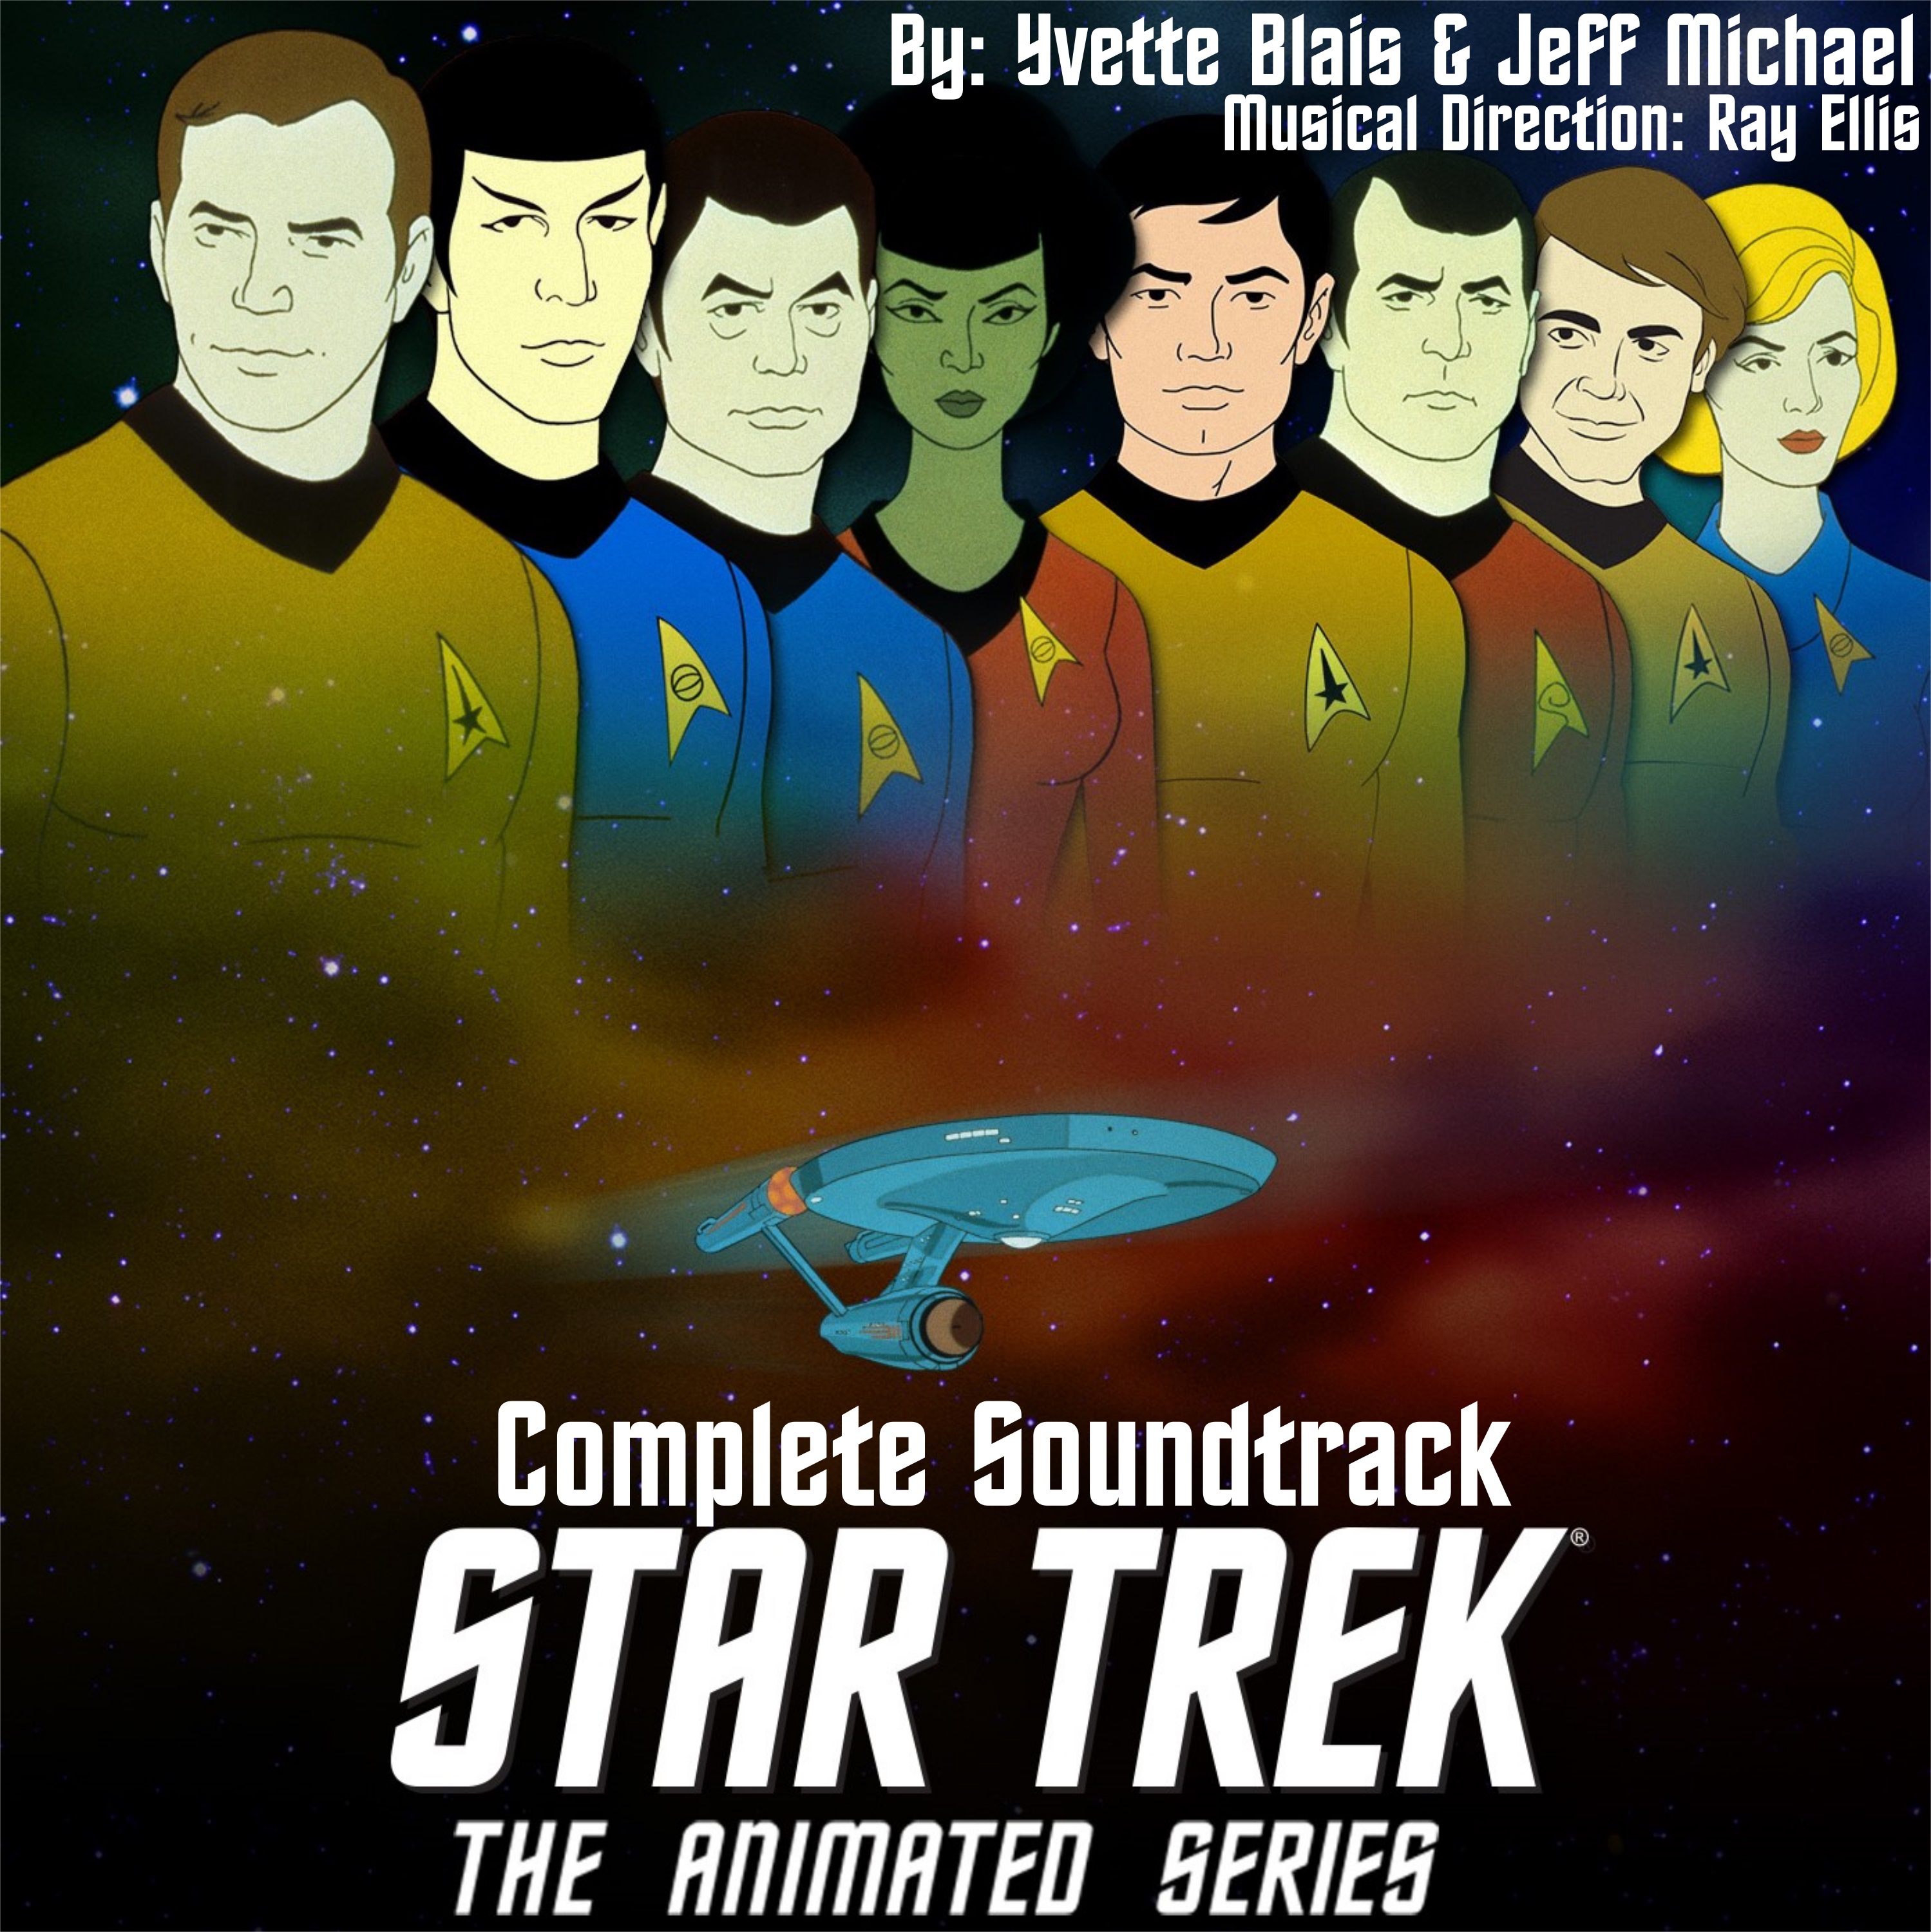 By: Yvette Blais & Jeff Michael
Musical Direction: Ray Ellis
Complete Soundtrack
STAR TREK®
THE ANIMATED SERIES